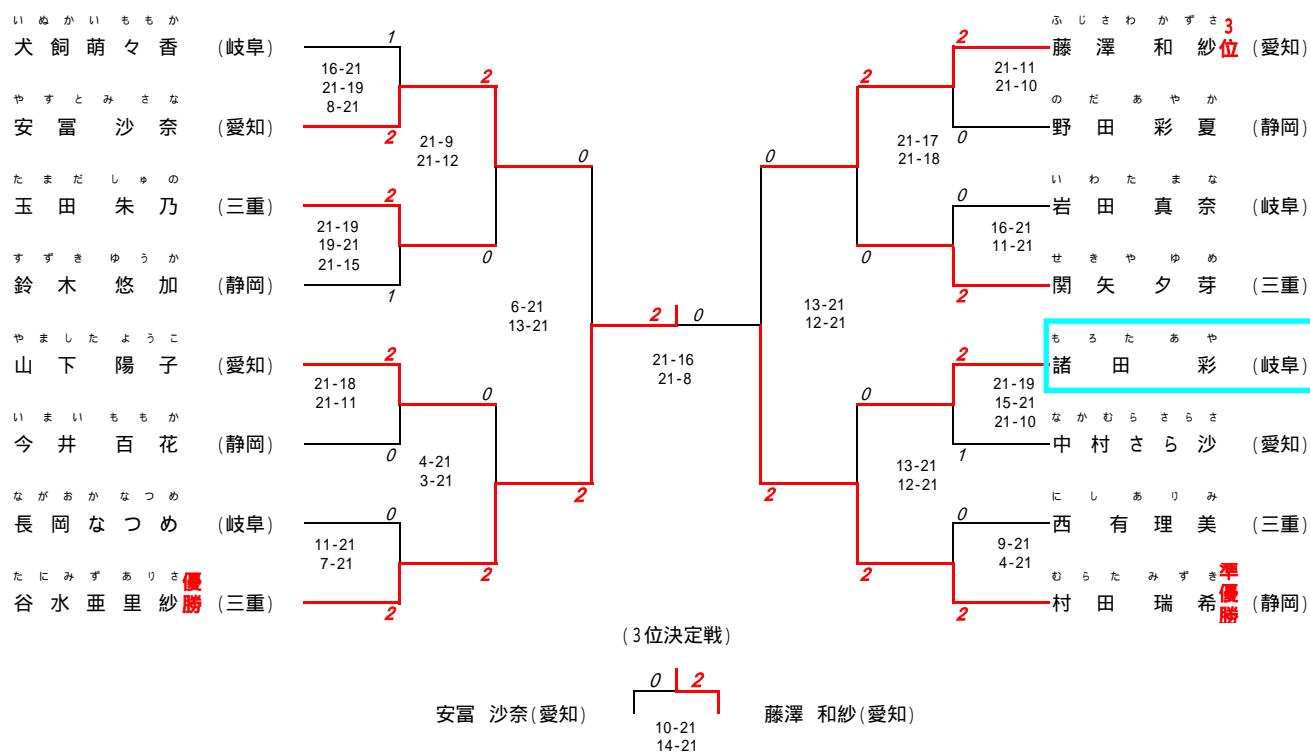 いぬかい ももか
犬飼萌々香 (岐阜)
1
16-21
21-19
8-21
やすとみ さな
安冨 沙奈 (愛知)
2
2
21-9
21-12
たまだ しゅの
玉田 朱乃 (三重)
2
21-19
19-21
21-15
0
すずき ゆうか
鈴木 悠加 (静岡)
1
0
6-21
13-21
やました ようこ
山下 陽子 (愛知)
2
21-18
21-11
いまい ももか
今井 百花 (静岡)
0
0
4-21
3-21
ながおか なつめ
長岡なつめ (岐阜)
0
11-21
7-21
2
たにみず ありさ
谷水亜里紗 優勝 (三重)
2
2
2 0
21-16
21-8
ふじさわ かずさ
藤澤 和紗 3位 (愛知)
2
21-11
21-10
のだ あやか
野田 彩夏 (静岡)
0
2
21-17
21-18
いわた まな
岩田 真奈 (岐阜)
0
16-21
11-21
0
せきや ゆめ
関矢 夕芽 (三重)
2
0
13-21
12-21
もろた あや
諸田 彩 (岐阜)
2
21-19
15-21
21-10
なかむら さらさ
中村さら沙 (愛知)
1
0
13-21
12-21
にし ありみ
西 有理美 (三重)
0
9-21
4-21
2
むらた みずき
村田 瑞希 準優勝 (静岡)
2
2
(3位決定戦)
0 2
安冨 沙奈(愛知) 藤澤 和紗(愛知)
10-21
14-21